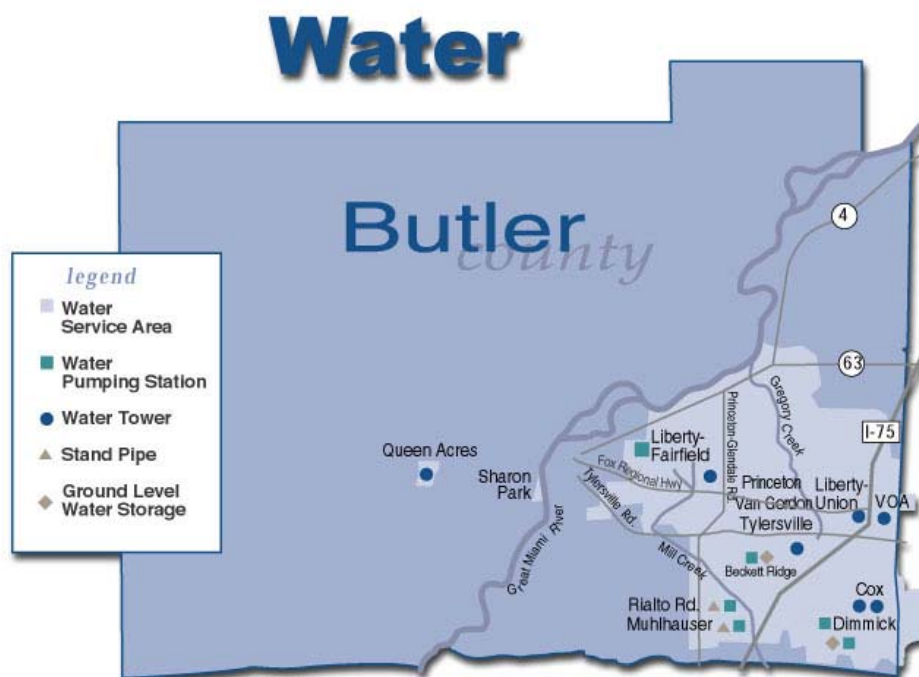 Water
Butler
county
legend
Water
Service Area
Water
Pumping Station
Water Tower
Stand Pipe
Ground Level
Water Storage
4
63
I-75
Queen Acres
Sharon
Park
Great Miami River
Liberty-
Fairfield
Fox Regional Hwy
Tylersville Rd.
Princeton-Glendale Rd.
Gregory Creek
Princeton
Van Gordon
Tylersville
Liberty-
Union
VOA
Mill Creek
Beckett Ridge
Rialto Rd.
Muhlhauser
Cox
Dimmick